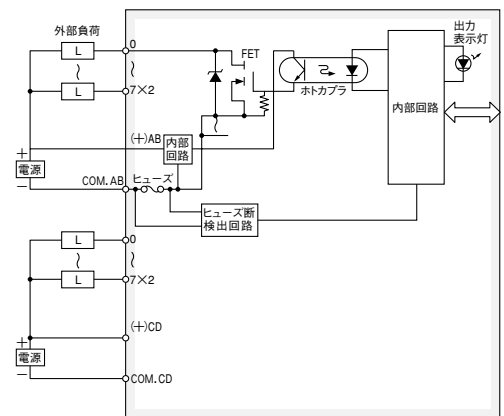 外部負荷
L
0
L
7×2
(+)AB
+
電源
−
COM.AB
ヒューズ
内部
回路
FET
ホトカプラ
出力
表示灯
内部回路
ヒューズ断
検出回路
L
0
L
7×2
(+)CD
+
電源
−
COM.CD